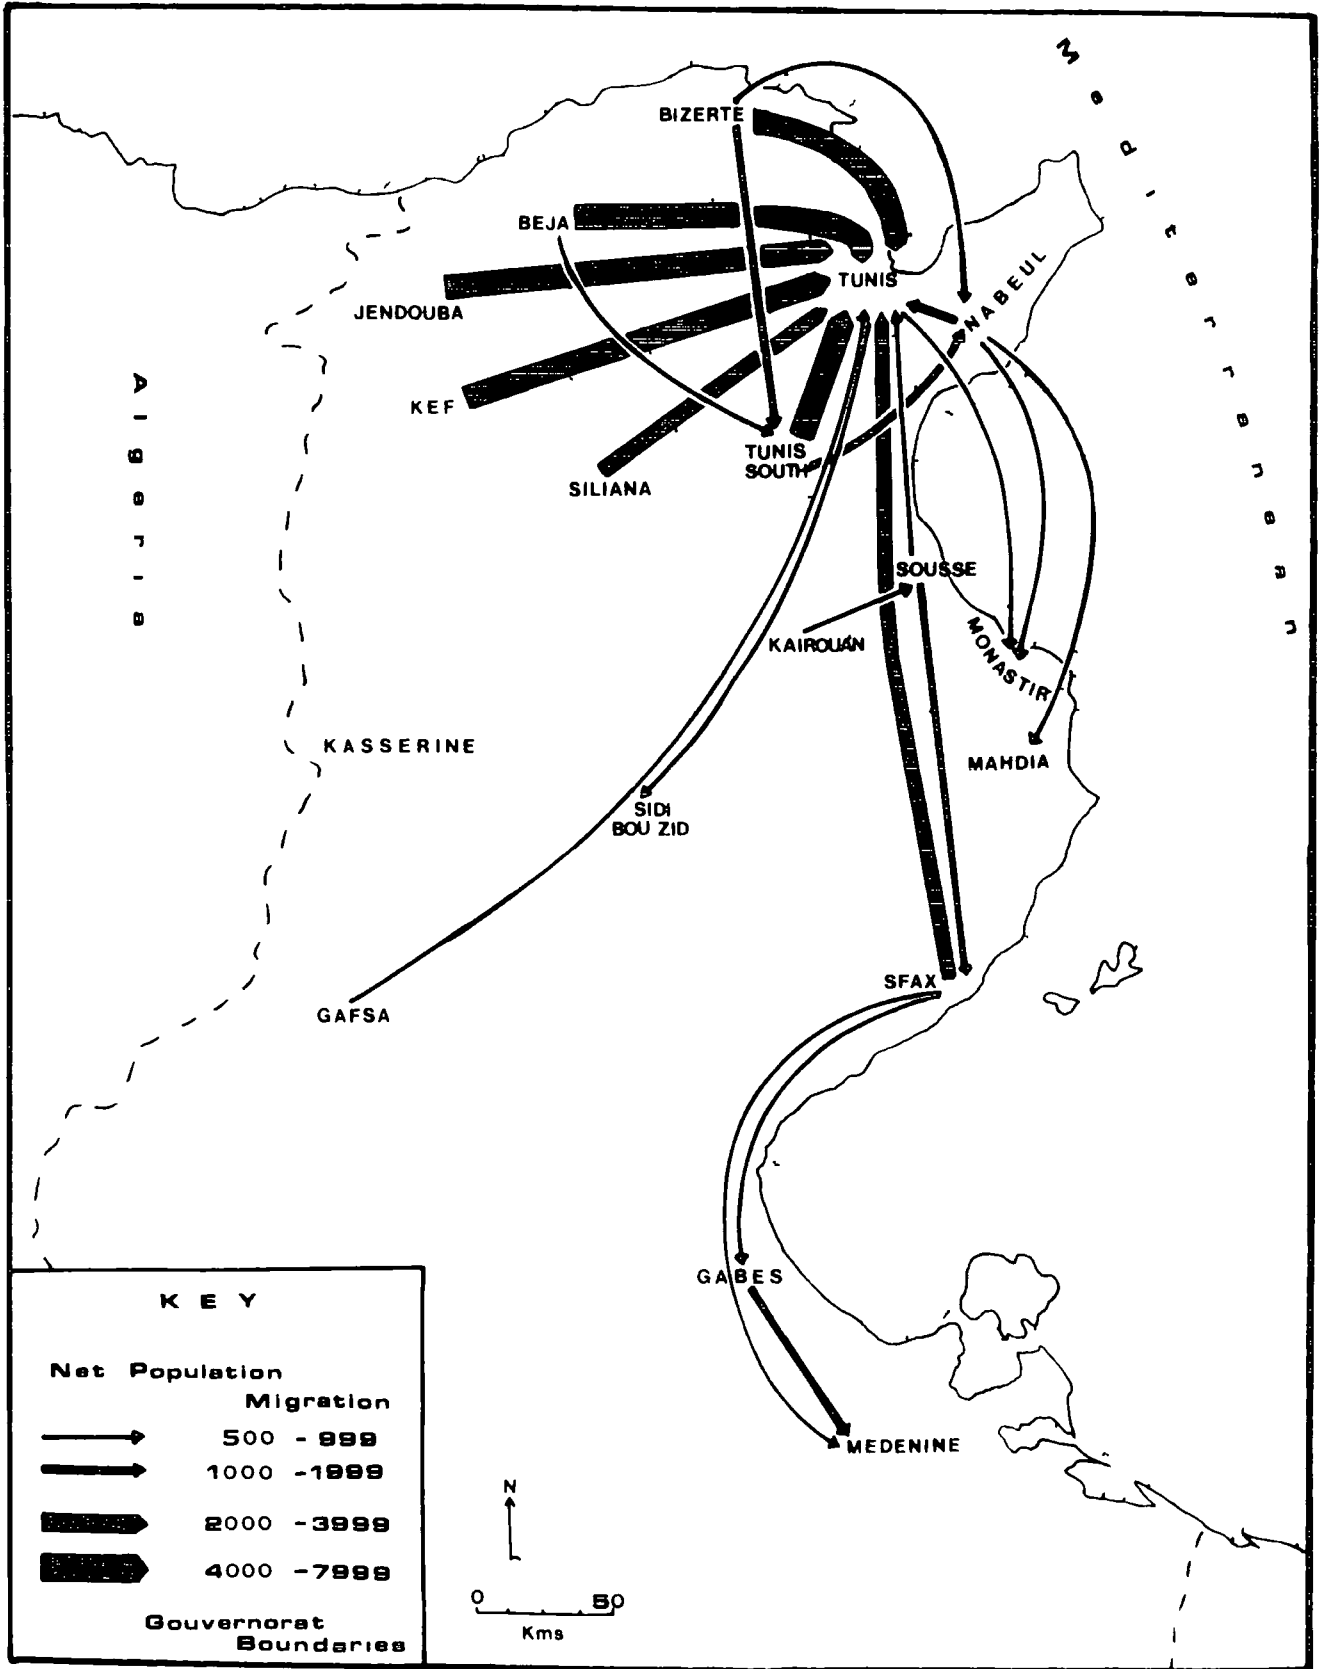 Mediterranean
BIZERTE
BEJA
TUNIS
NABEUL
JENDOUBA
Algeria
KEF
TUNIS
SOUTH
SILIANA
SOUSSE
KAIROUAN
MONASTIR
KASSERINE
MAHDIA
SIDI
BOU ZID
SFAX
GAFSA
GABES
MEDENINE
KEY
Net Population
Migration
500 - 999
1000 - 1999
2000 - 3999
4000 - 7999
Gouvernorat
Boundaries
N
0 50
Kms